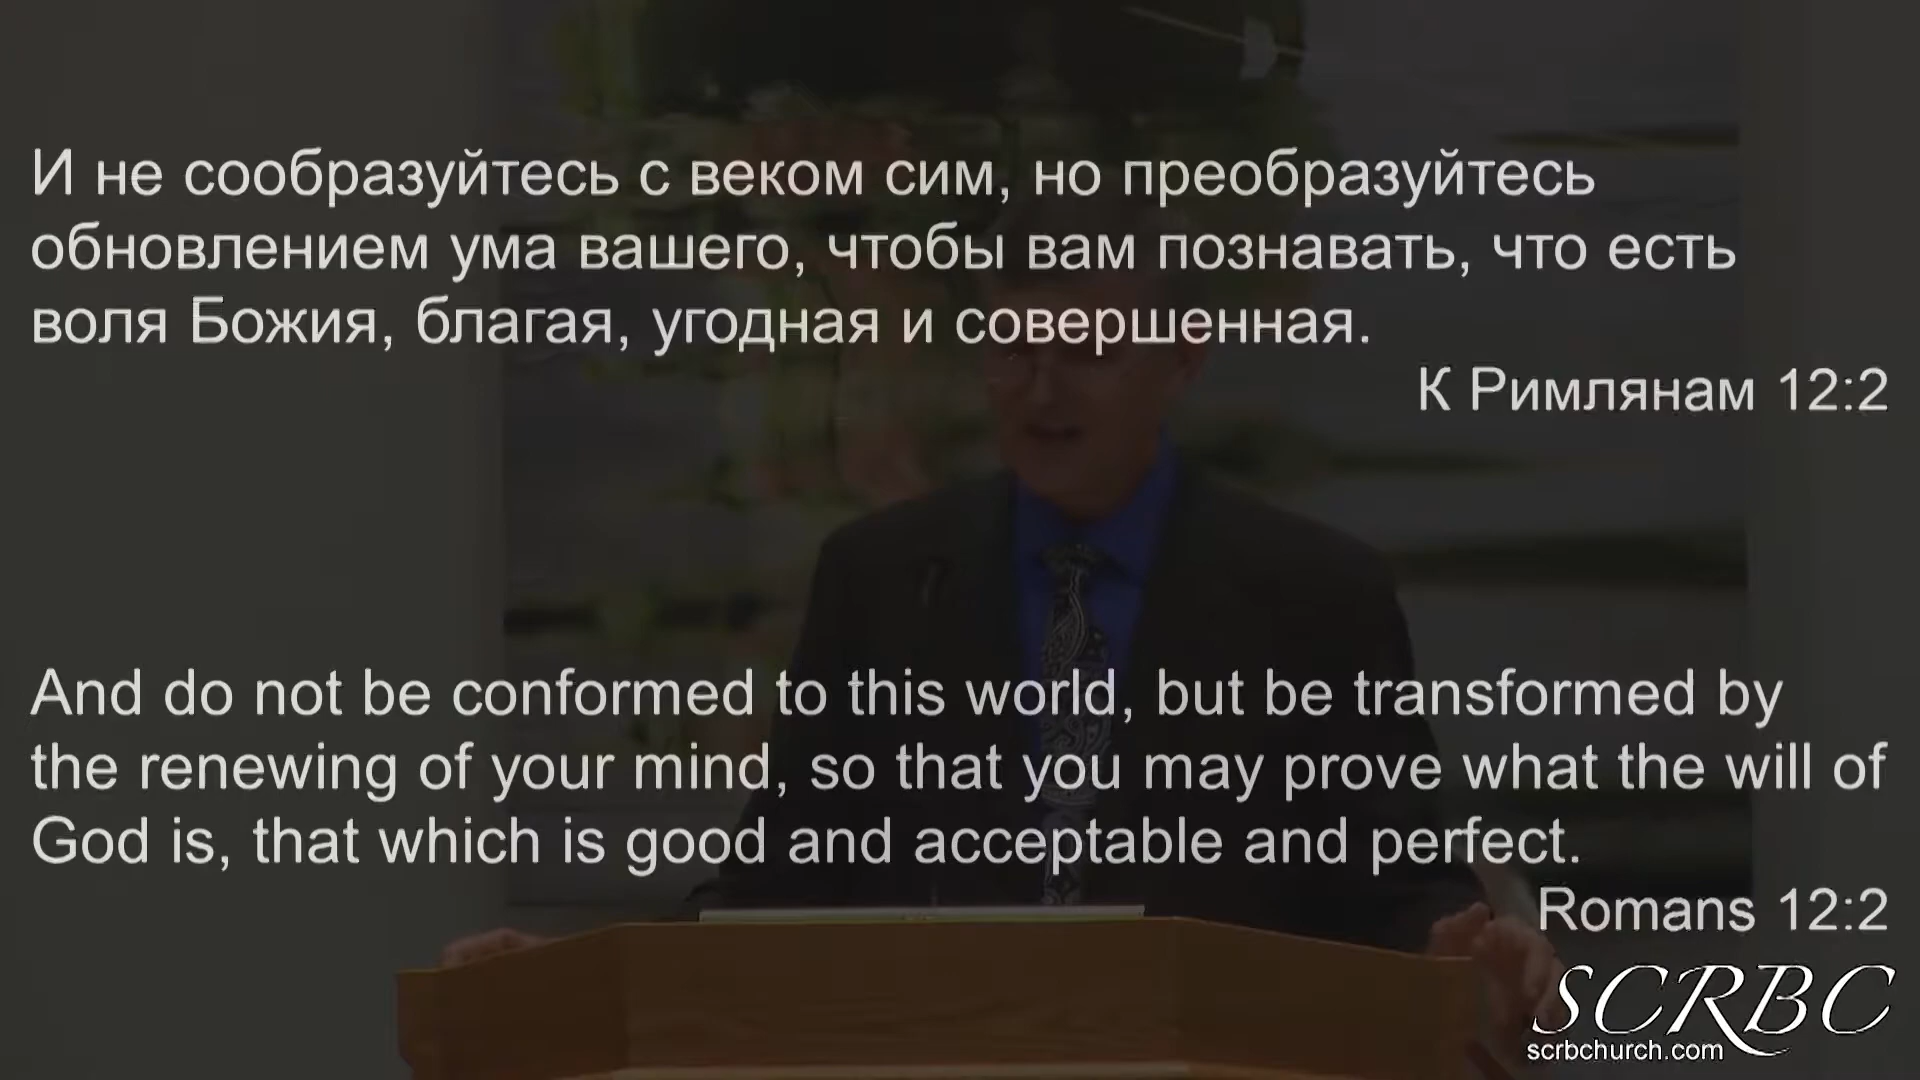 И не сообразуйтесь с веком сим, но преобразуйтесь
обновлением ума вашего, чтобы вам познавать, что есть
воля Божия, благая, угодная и совершенная.
К Римлянам 12:2
And do not be conformed to this world, but be transformed by
the renewing of your mind, so that you may prove what the will of
God is, that which is good and acceptable and perfect.
Romans 12:2
SCRBC
scrbchurch.com